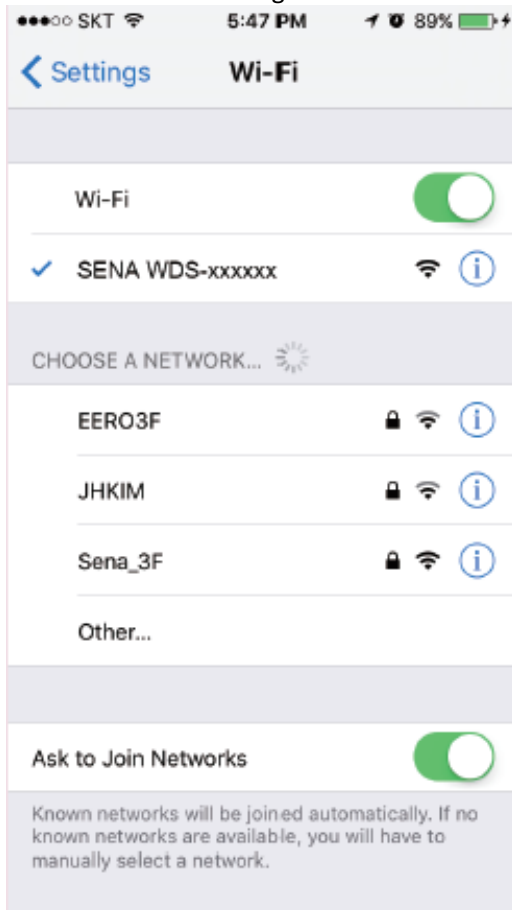 SKT 5:47 PM 89%
Settings Wi-Fi
Wi-Fi
SENA WDS-xxxxxx
CHOOSE A NETWORK...
EERO3F
JHKIM
Sena_3F
Other...
Ask to Join Networks
Known networks will be joined automatically. If no
known networks are available, you will have to
manually select a network.